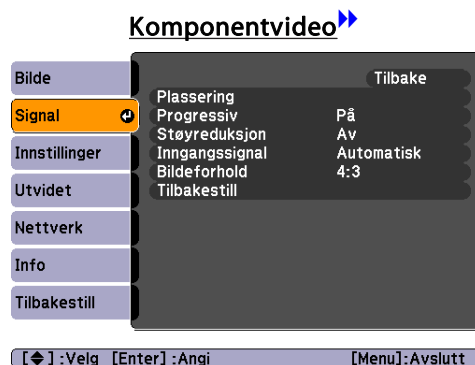 Komponentvideo
Bilde
Signal
Innstillinger
Utvidet
Nettverk
Info
Tilbakestill
Tilbake
Plassering
Progressiv På
Støyreduksjon Av
Inngangssignal Automatisk
Bildeforhold 4:3
Tilbakestill
[ ] :Velg [Enter] :Angi [Menu]:Avslutt